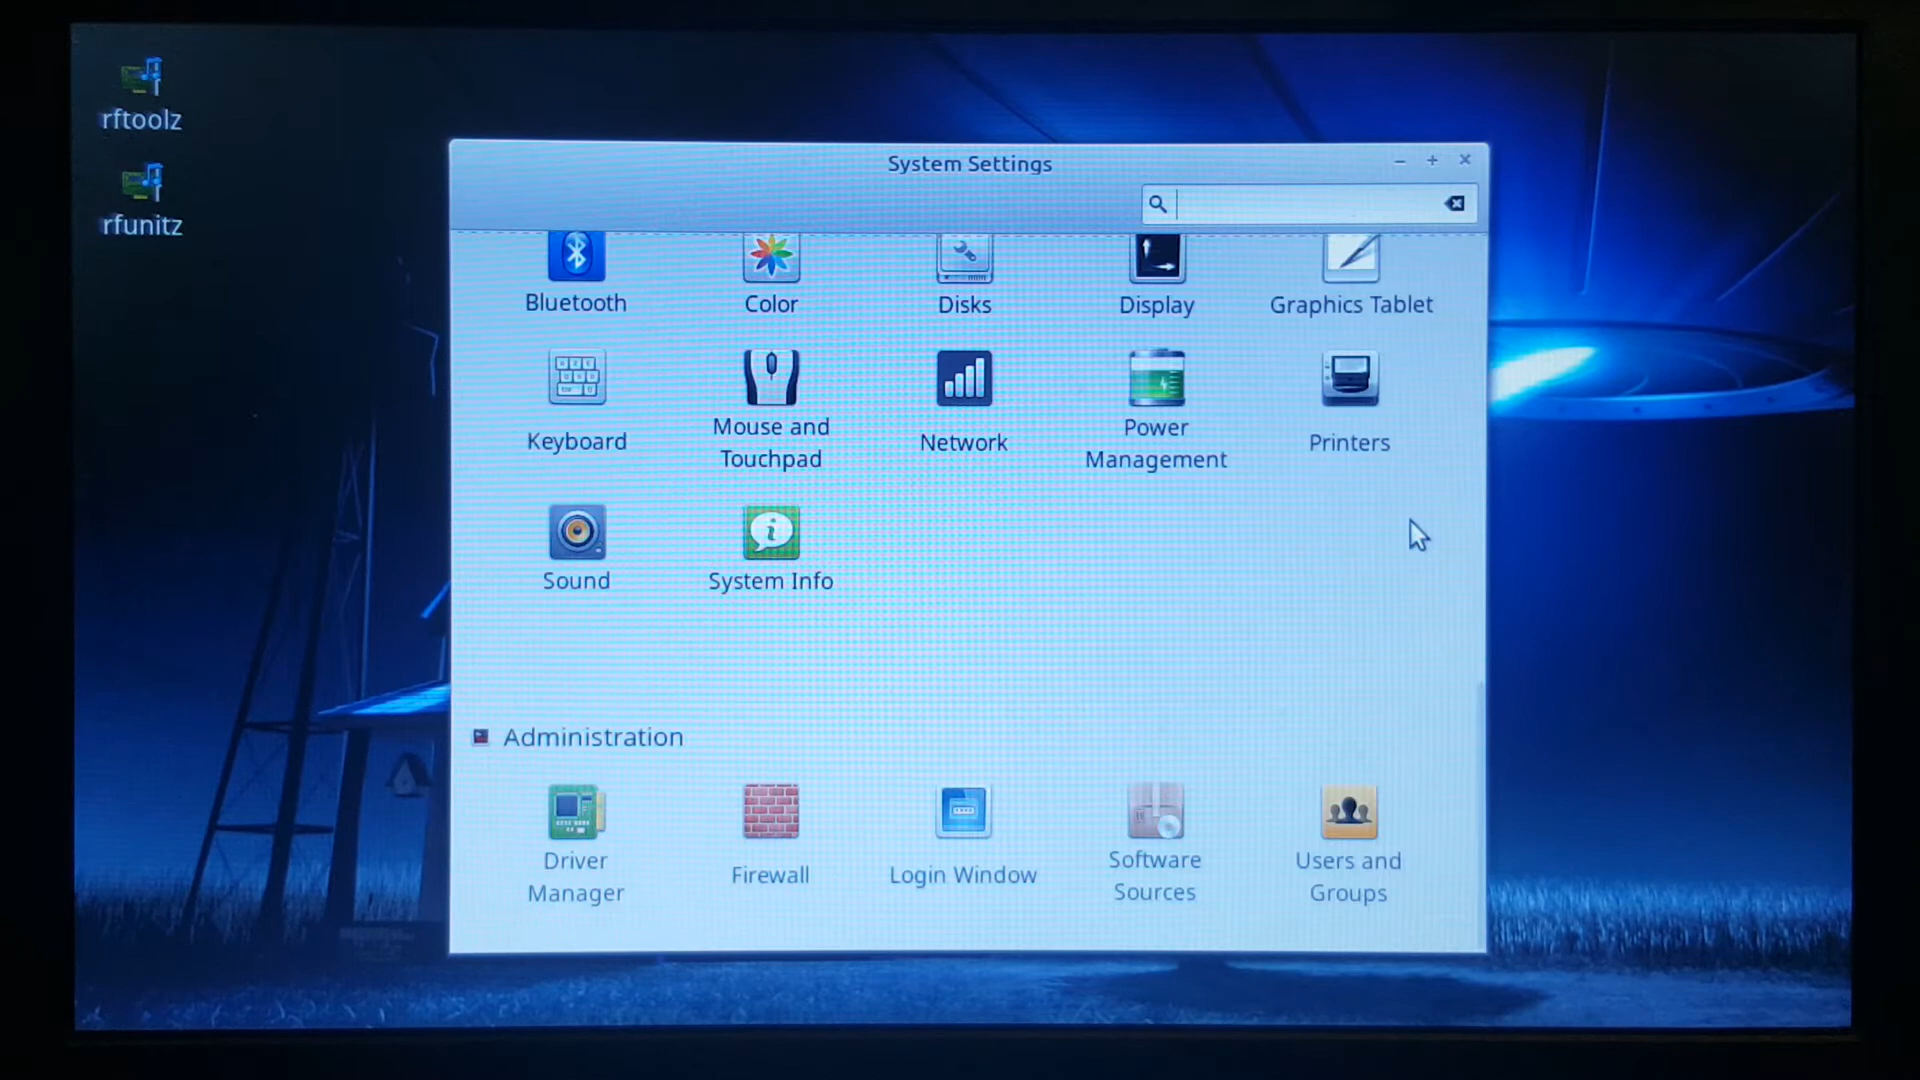 rftoolz
rfunitz
System Settings
Bluetooth
Color
Disks
Display
Graphics Tablet
Keyboard
Mouse and
Touchpad
Network
Power
Management
Printers
Sound
System Info
Administration
Driver
Manager
Firewall
Login Window
Software
Sources
Users and
Groups